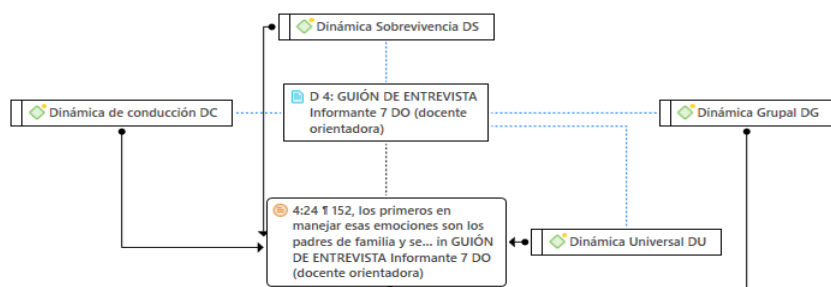 Dinámica Sobrevivencia DS
D 4: GUIÓN DE ENTREVISTA
Informante 7 DO (docente
orientadora)
Dinámica de conducción DC
Dinámica Grupal DG
4:24 ¶ 152, los primeros en
manejar esas emociones son los
padres de familia y se... in GUIÓN
DE ENTREVISTA Informante 7 DO
(docente orientadora)
Dinámica Universal DU